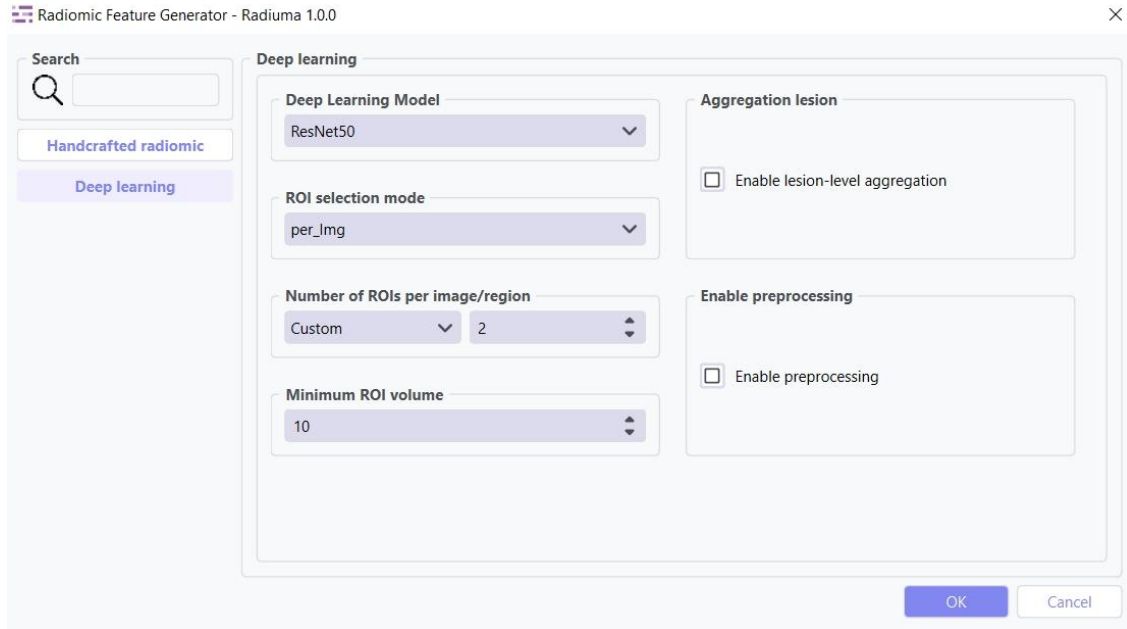 Radiomic Feature Generator - Radiuma 1.0.0
Search
Handcrafted radiomic
Deep learning
Deep learning
Deep Learning Model
ResNet50
ROI selection mode
per_Img
Number of ROIs per image/region
Custom 2
Minimum ROI volume
10
Aggregation lesion
Enable lesion-level aggregation
Enable preprocessing
Enable preprocessing
OK Cancel